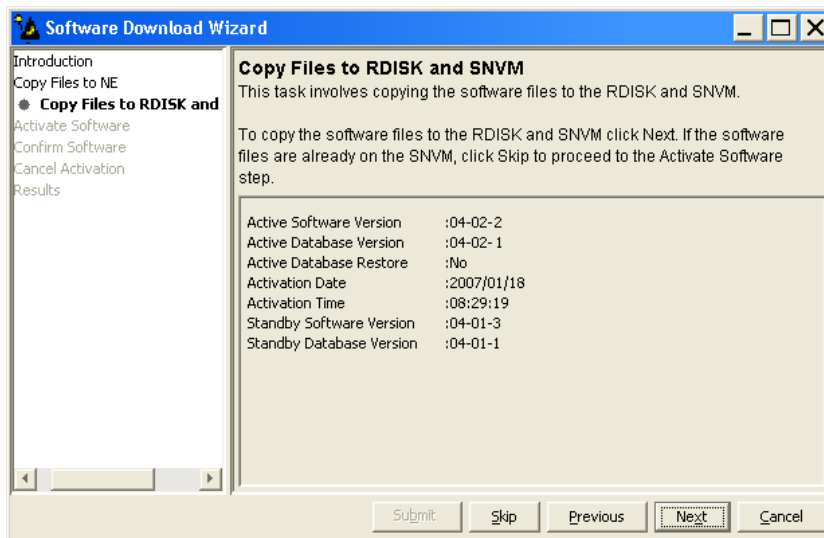 Software Download Wizard
Introduction
Copy Files to NE
Copy Files to RDISK and
Activate Software
Confirm Software
Cancel Activation
Results
Copy Files to RDISK and SNVM
This task involves copying the software files to the RDISK and SNVM.
To copy the software files to the RDISK and SNVM click Next. If the software
files are already on the SNVM, click Skip to proceed to the Activate Software
step.
Active Software Version :04-02-2
Active Database Version :04-02-1
Active Database Restore :No
Activation Date :2007/01/18
Activation Time :08:29:19
Standby Software Version :04-01-3
Standby Database Version :04-01-1
Submit Skip Previous Next Cancel